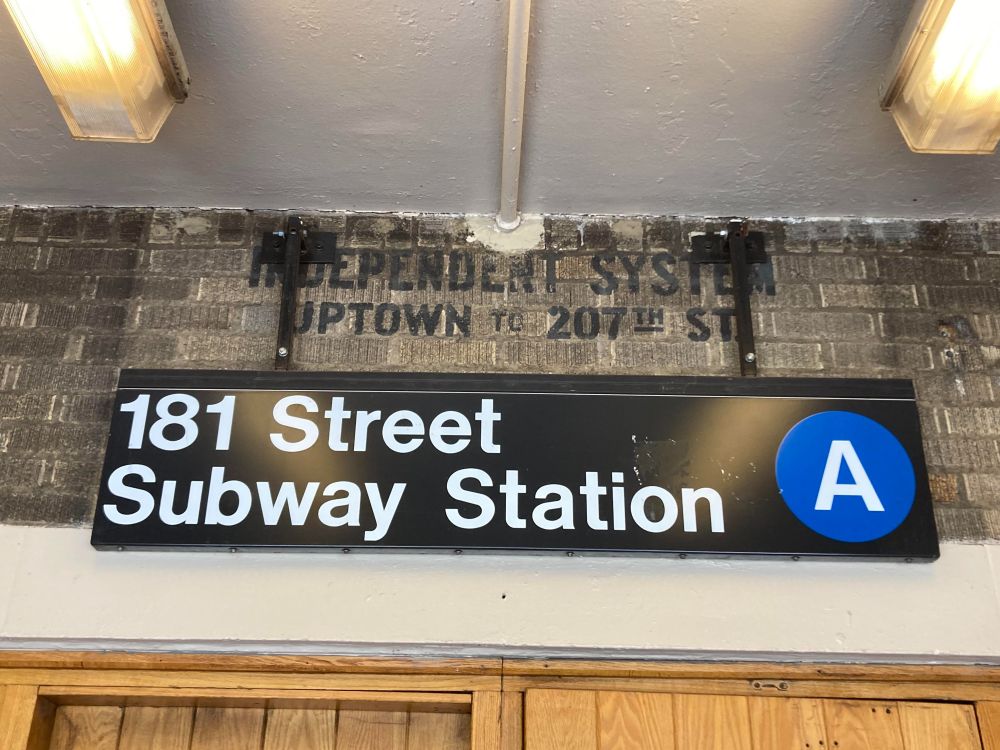 INDEPENDENT SYSTEM
UPTOWN TO 207TH ST.
181 Street
Subway Station
A